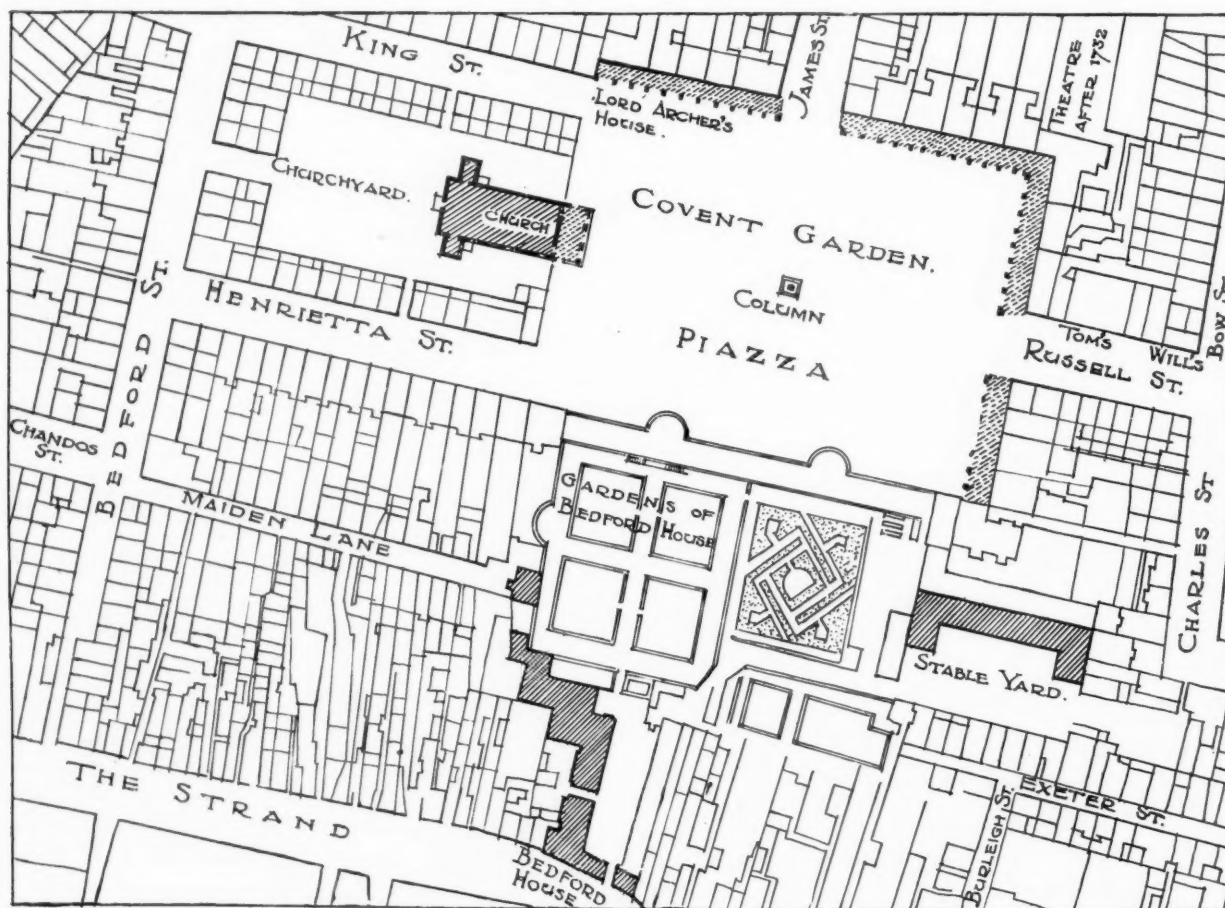 KING ST.
JAMES ST.
THEATRE
AFTER 1732
LORD ARCHER'S
HOUSE.
CHURCHYARD.
CHURCH
COVENT GARDEN.
COLUMN
PIAZZA
HENRIETTA ST.
BEDFORD ST.
TOM'S WILL'S
RUSSELL ST.
BOW ST.
CHANDOS
ST.
MAIDEN LANE
GARDENS OF
BEDFORD HOUSE
CHARLES ST
STABLE YARD.
THE STRAND
BEDFORD
HOUSE
EXETER ST.
BURLEIGH ST.